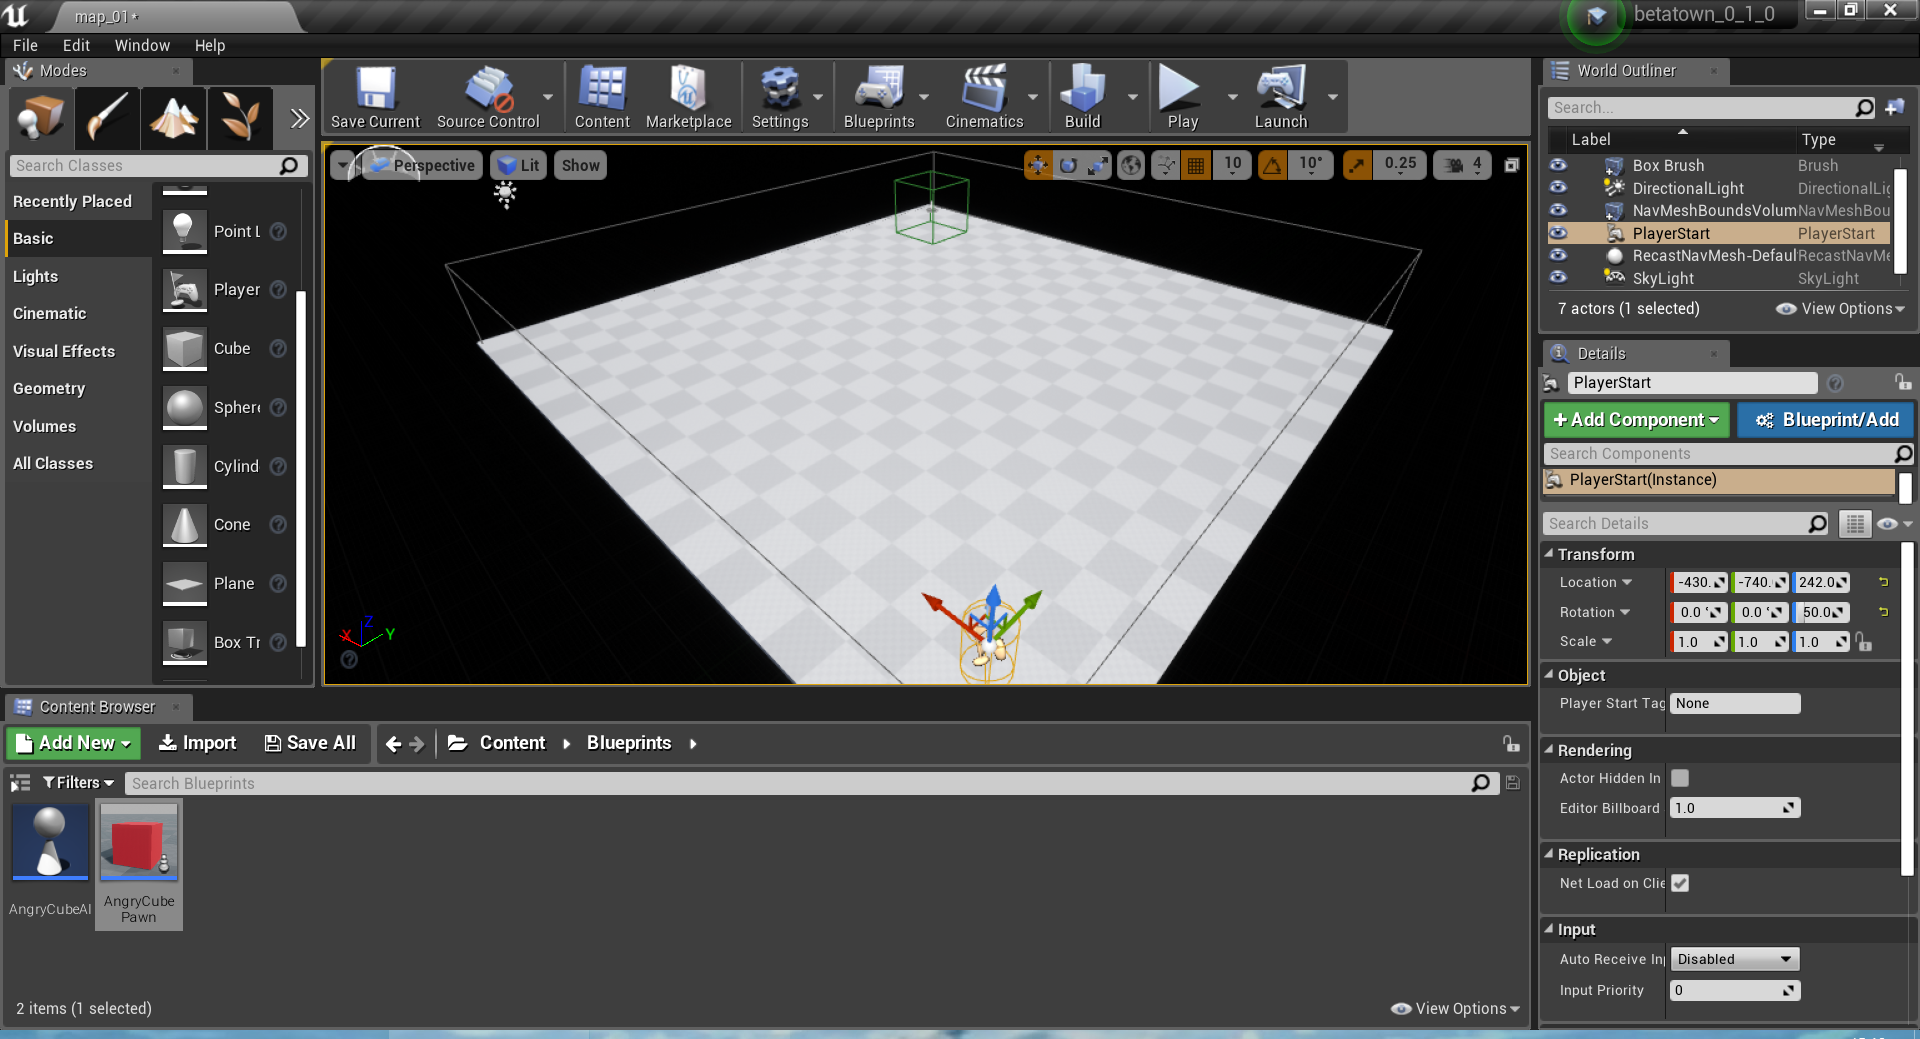 map_01*
betatown_0_1_0
File Edit Window Help
Modes
Search Classes
Recently Placed
Basic
Lights
Cinematic
Visual Effects
Geometry
Volumes
All Classes
Point L
Player
Cube
Sphere
Cylind
Cone
Plane
Box Tr
Save Current
Source Control
Content
Marketplace
Settings
Blueprints
Cinematics
Build
Play
Launch
Perspective
Lit
Show
10
10°
0.25
4
X
Z
Y
World Outliner
Search...
Label Type
Box Brush Brush
DirectionalLight DirectionalLig
NavMeshBoundsVolum NavMeshBou
PlayerStart PlayerStart
RecastNavMesh-Defaul RecastNavMe
SkyLight SkyLight
7 actors (1 selected)
View Options
Details
PlayerStart
+ Add Component
Blueprint/Add
Search Components
PlayerStart(Instance)
Search Details
Transform
Location -430. -740. 242.0
Rotation 0.0 ° 0.0 ° 50.0
Scale 1.0 1.0 1.0
Object
Player Start Tag None
Rendering
Actor Hidden In
Editor Billboard 1.0
Replication
Net Load on Clie
Input
Auto Receive In Disabled
Input Priority 0
Content Browser
Add New
Import
Save All
Content
Blueprints
Filters
Search Blueprints
AngryCubeAI
AngryCube
Pawn
2 items (1 selected)
View Options